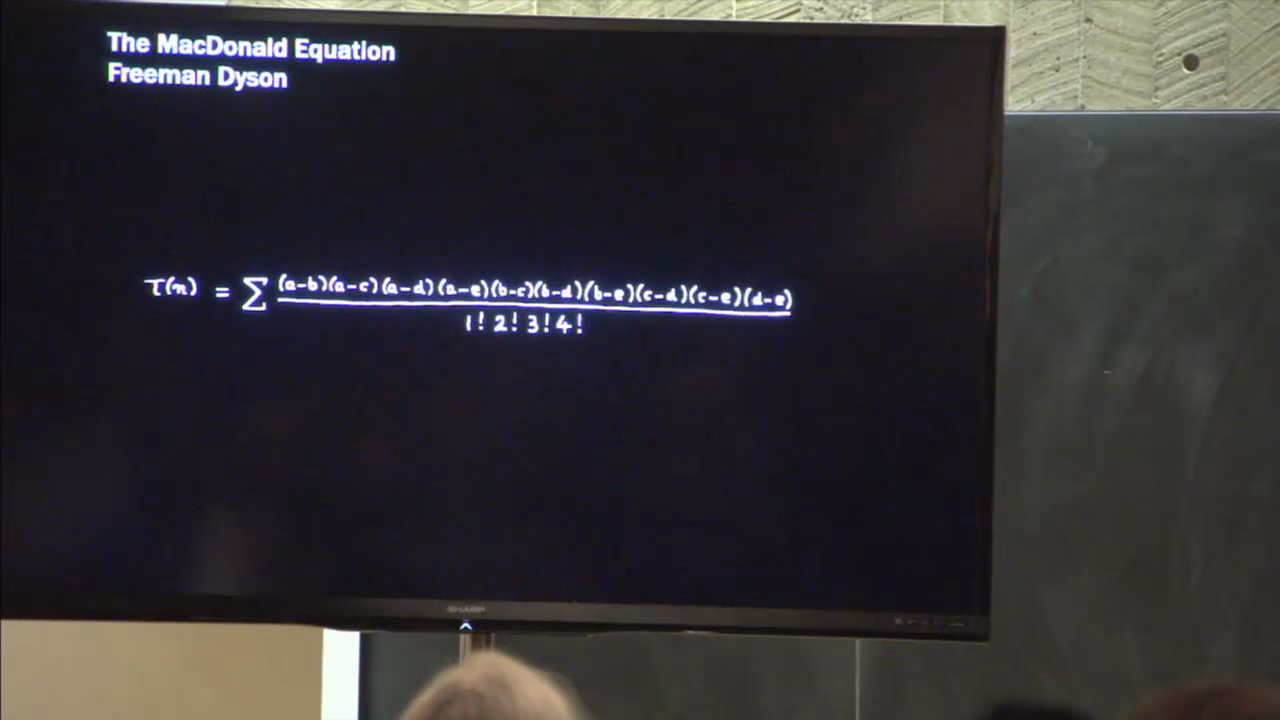 The MacDonald Equation
Freeman Dyson
τ(n) = ∑ (a-b)(a-c)(a-d)(a-e)(b-c)(b-d)(b-e)(c-d)(c-e)(d-e)
1! 2! 3! 4!
SHARP